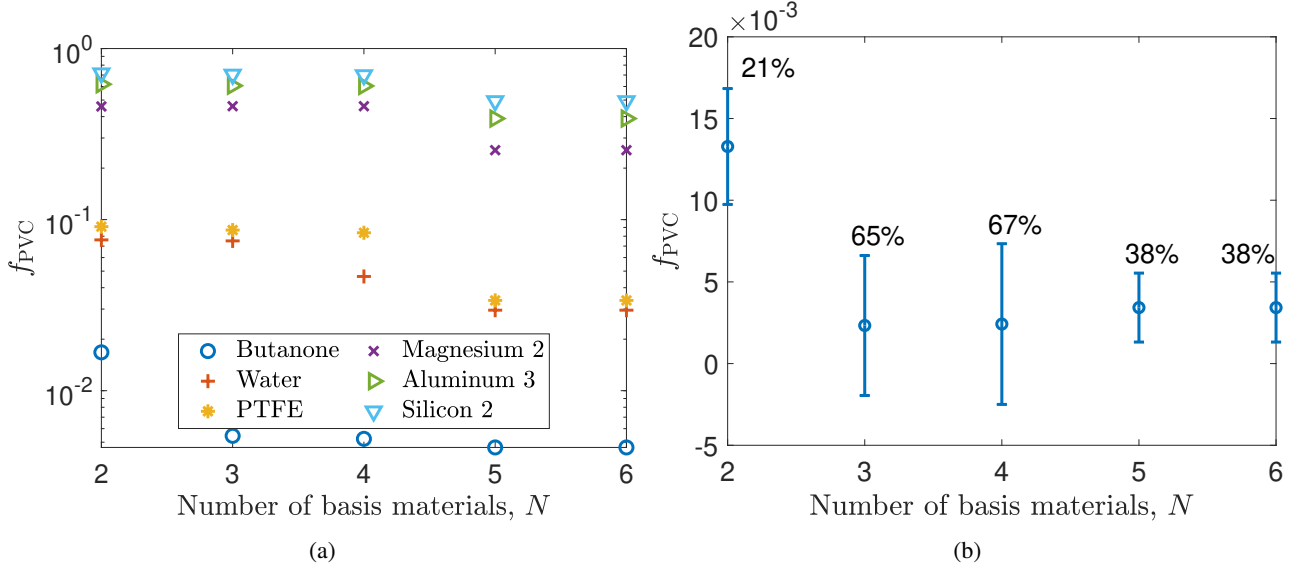 10^0
10^-1
10^-2
f_PVC
Butanone
Water
PTFE
Magnesium 2
Aluminum 3
Silicon 2
2 3 4 5 6
Number of basis materials, N
(a)
×10^-3
20
15
10
5
0
-5
f_PVC
21%
65%
67%
38%
38%
2 3 4 5 6
Number of basis materials, N
(b)